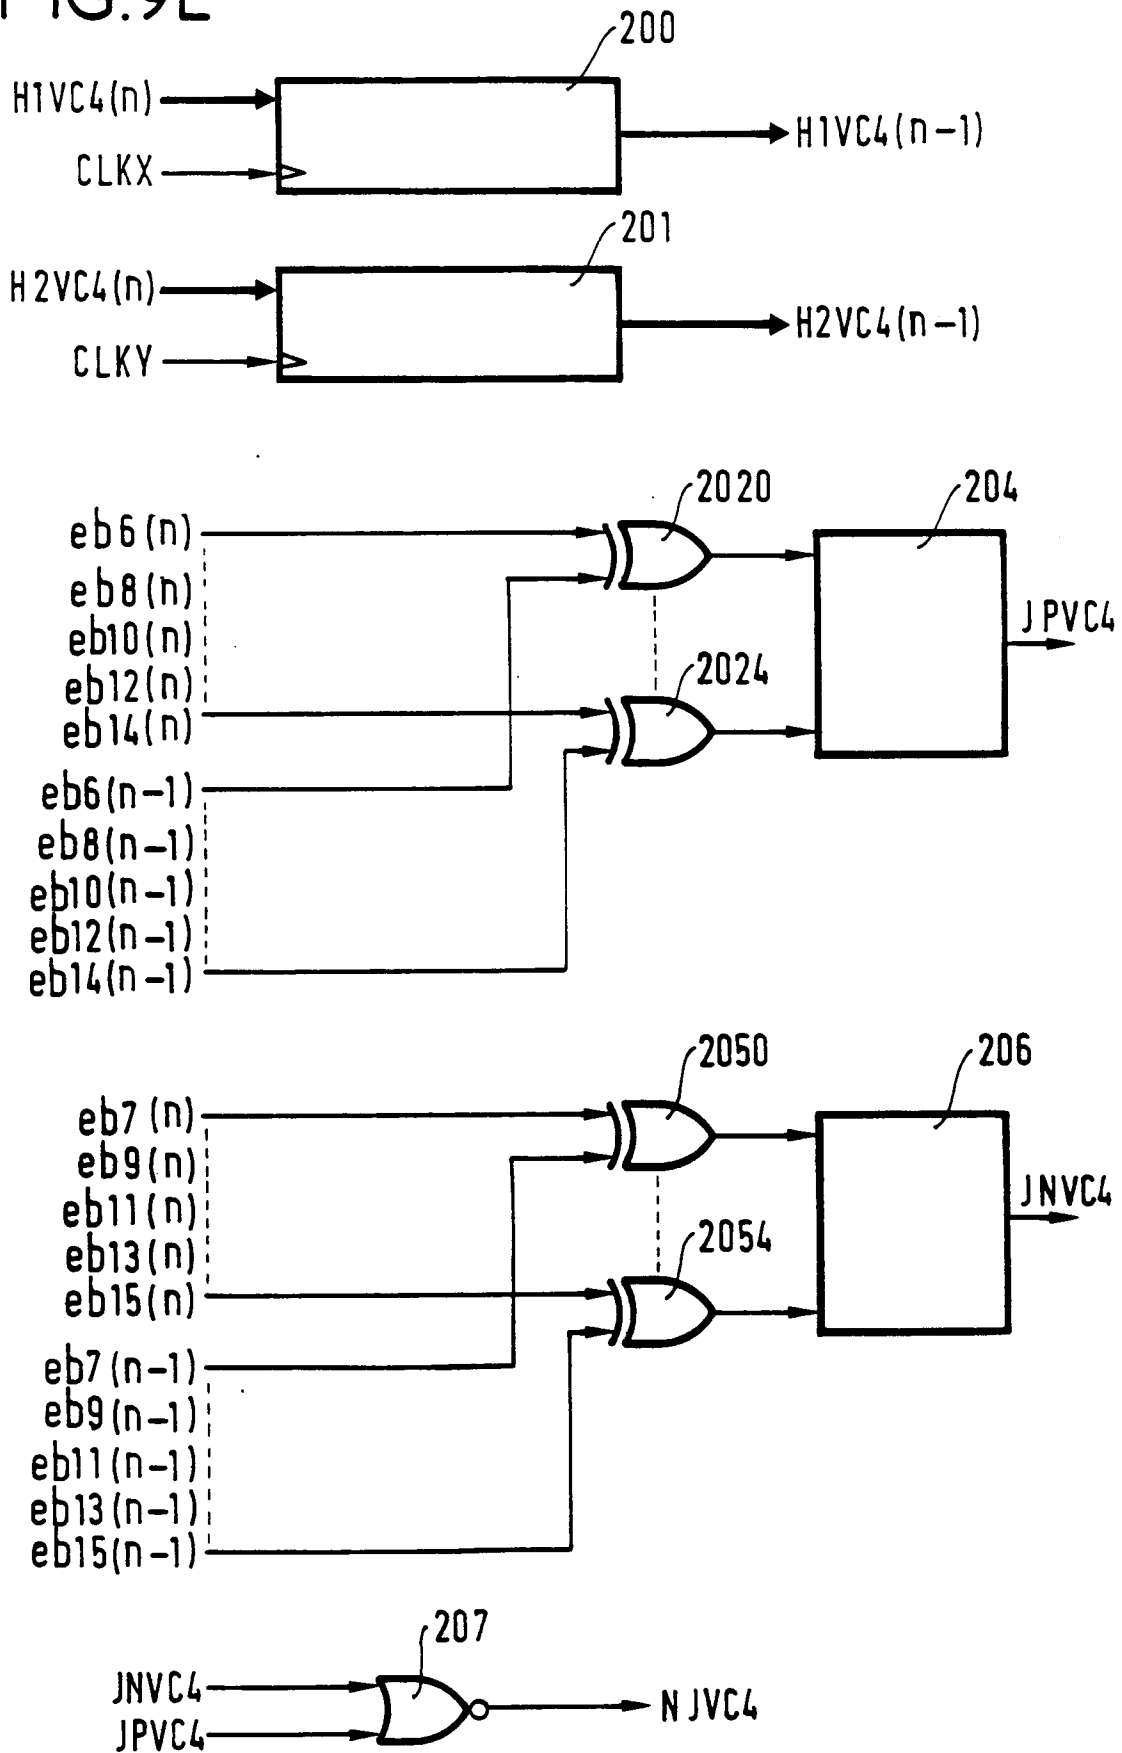 FIG.9E
200
H1VC4(n)
H1VC4(n-1)
CLKX
201
H2VC4(n)
H2VC4(n-1)
CLKY
2020
204
eb6(n)
eb8(n)
eb10(n)
eb12(n)
eb14(n)
JPVC4
2024
eb6(n-1)
eb8(n-1)
eb10(n-1)
eb12(n-1)
eb14(n-1)
2050
206
eb7(n)
eb9(n)
eb11(n)
eb13(n)
eb15(n)
JNVC4
2054
eb7(n-1)
eb9(n-1)
eb11(n-1)
eb13(n-1)
eb15(n-1)
207
JNVC4
JPVC4
NJVC4